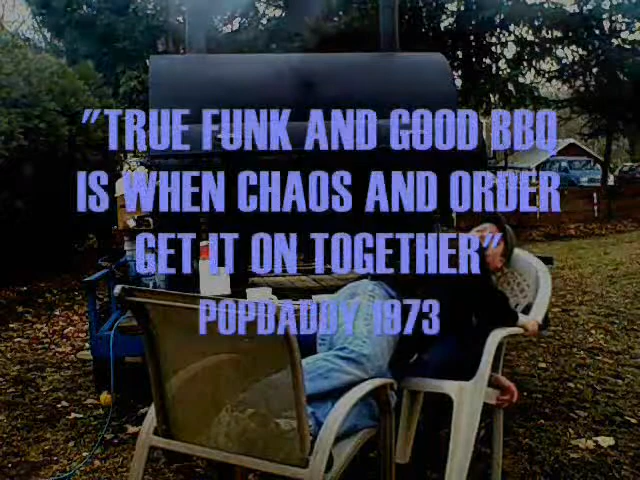 "TRUE FUNK AND GOOD BBQ
IS WHEN CHAOS AND ORDER
GET IT ON TOGETHER"
POPDADDY 1973